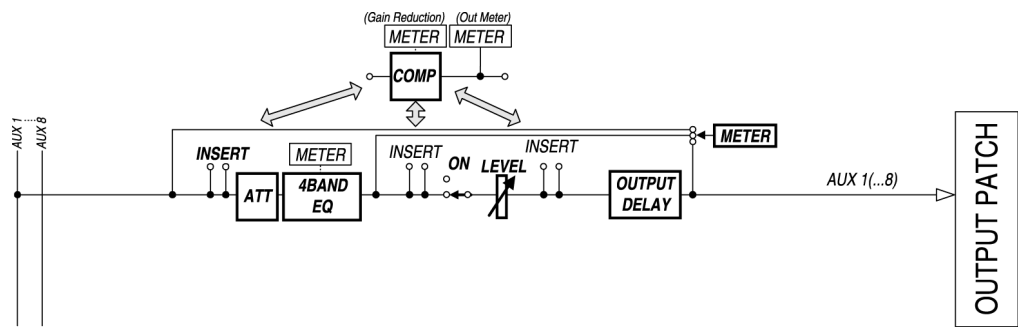 (Gain Reduction) (Out Meter)
METER METER
COMP
AUX 1
AUX 8
METER
INSERT METER INSERT ON LEVEL INSERT
ATT 4BAND EQ OUTPUT DELAY
AUX 1(...8)
OUTPUT PATCH